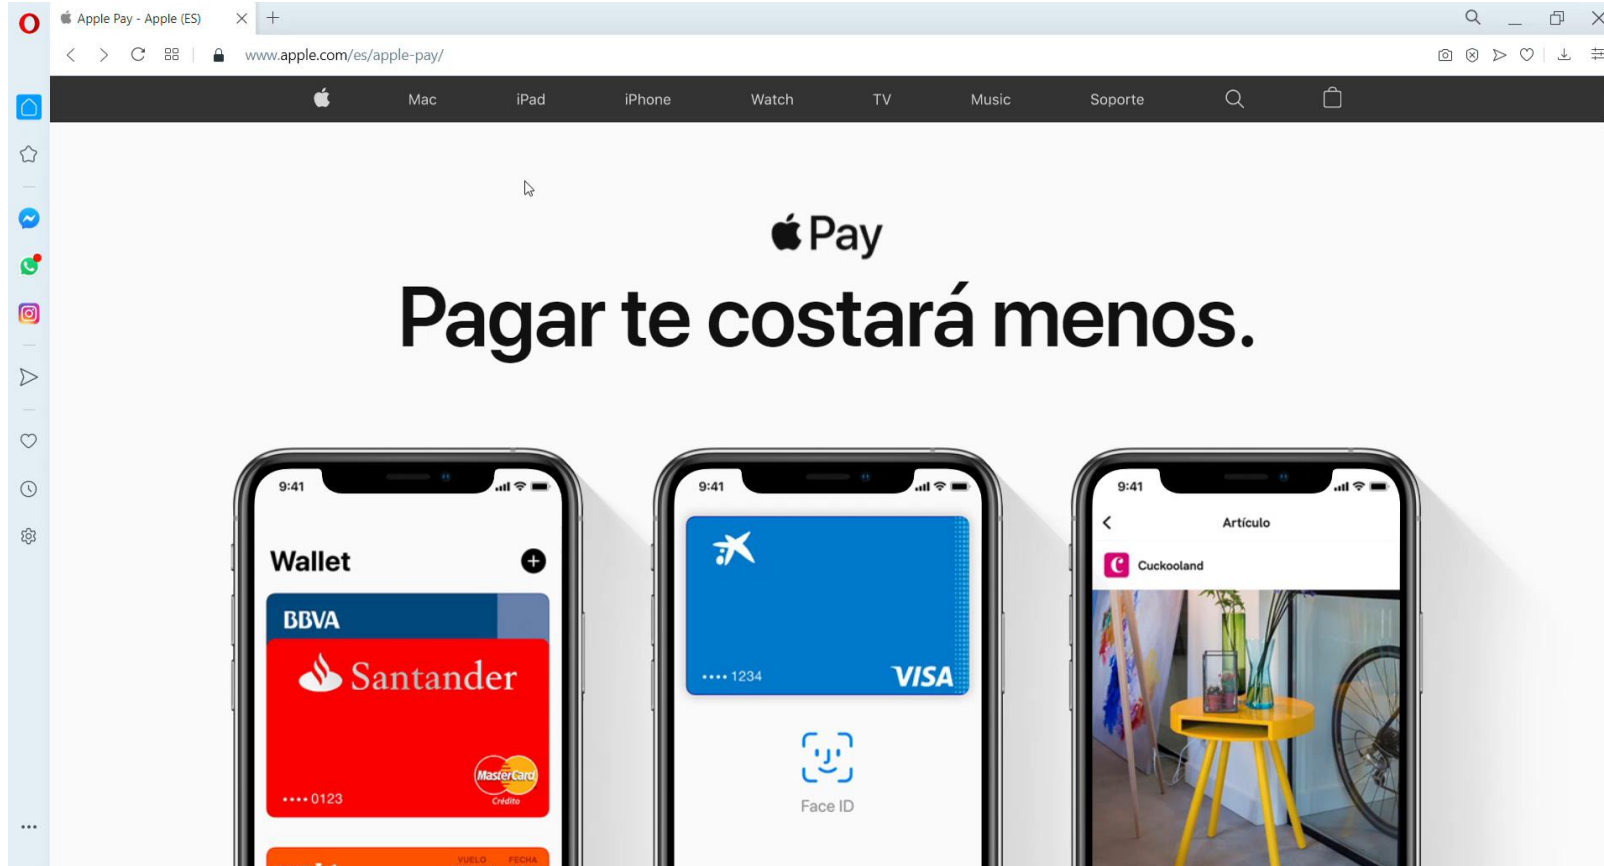 Apple Pay - Apple (ES)
www.apple.com/es/apple-pay/
Mac iPad iPhone Watch TV Music Soporte
Pay
Pagar te costará menos.
9:41
Wallet
BBVA
Santander
MasterCard
Crédito
•••• 0123
VUELO FECHA
9:41
•••• 1234
VISA
Face ID
9:41
Artículo
Cuckooland